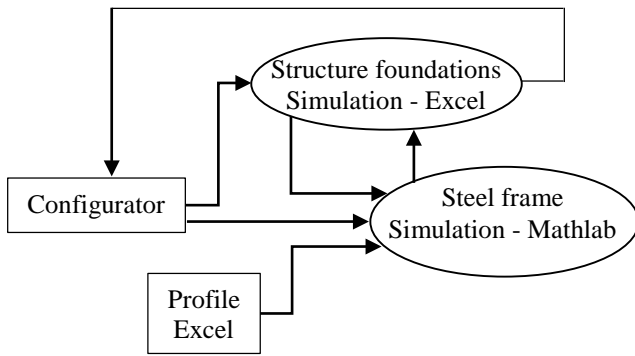 Structure foundations
Simulation - Excel
Configurator
Steel frame
Simulation - Mathlab
Profile
Excel